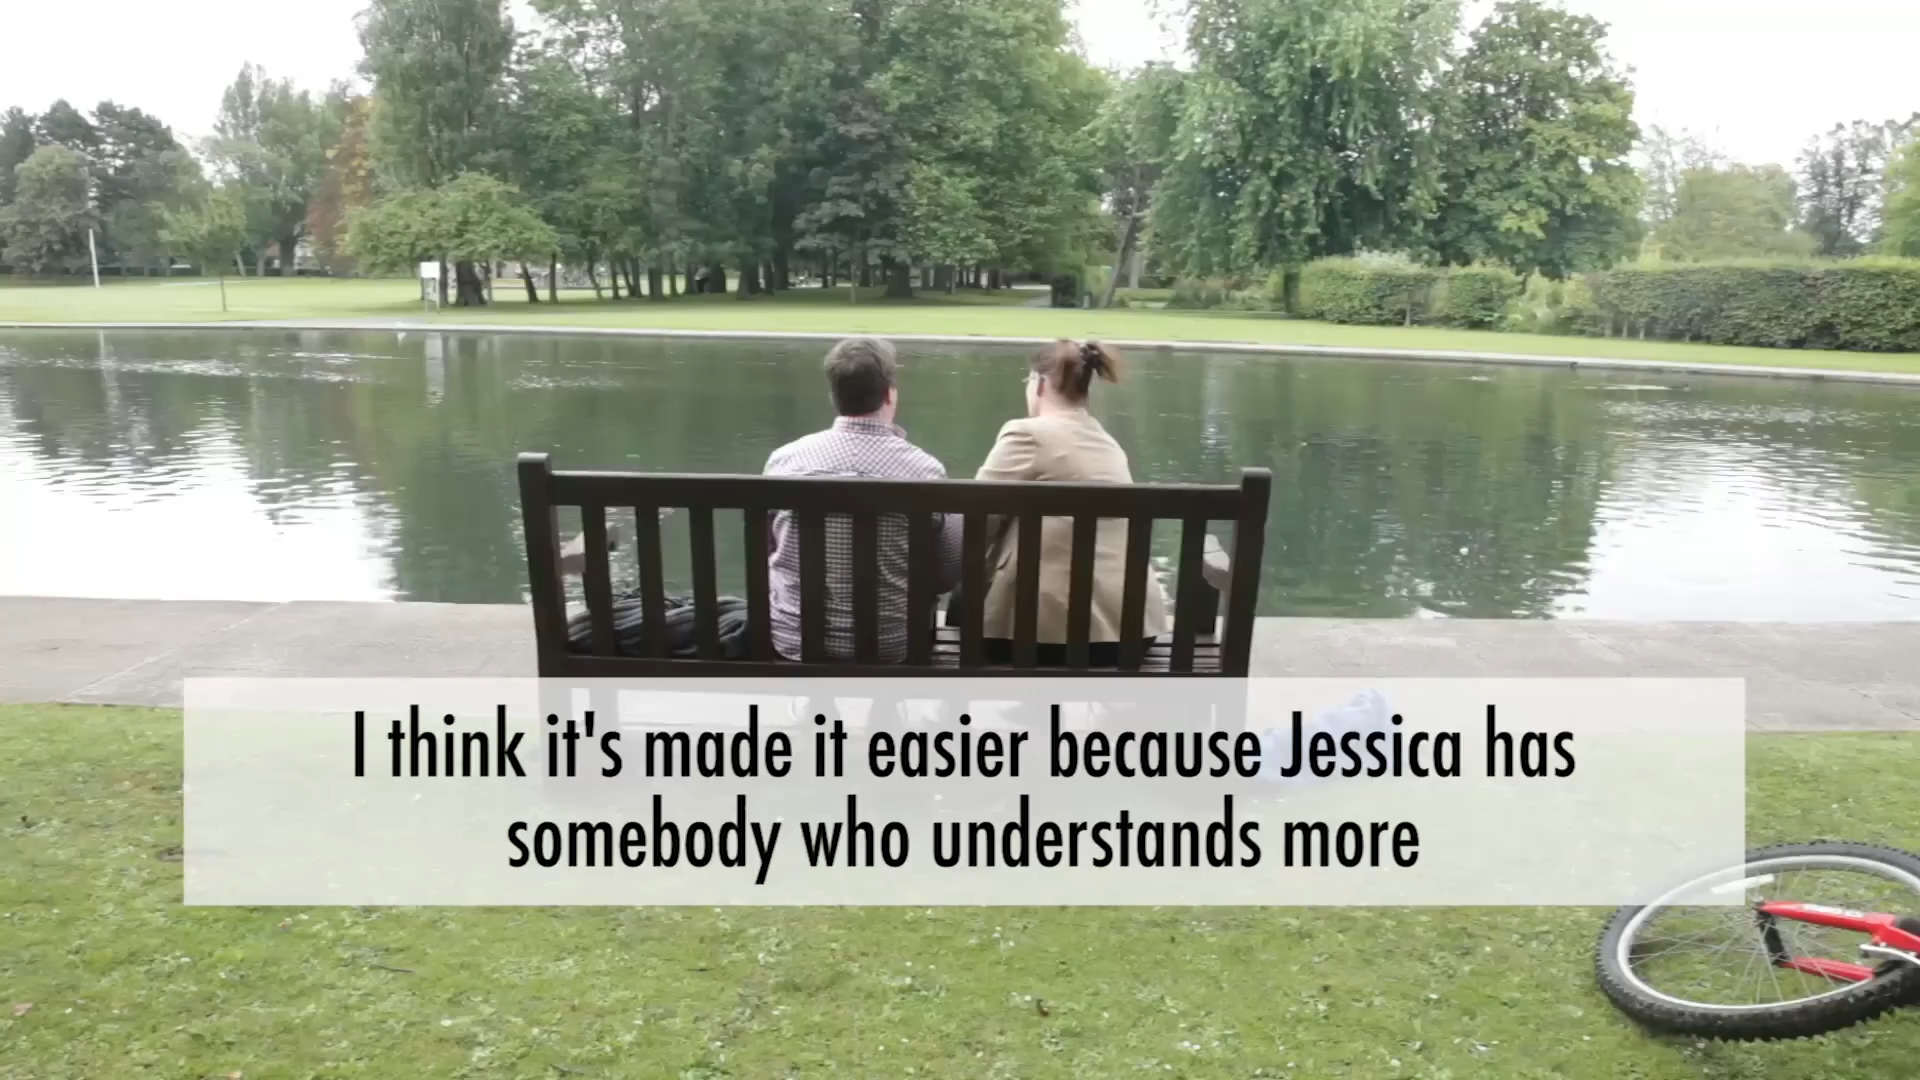 I think it's made it easier because Jessica has
somebody who understands more